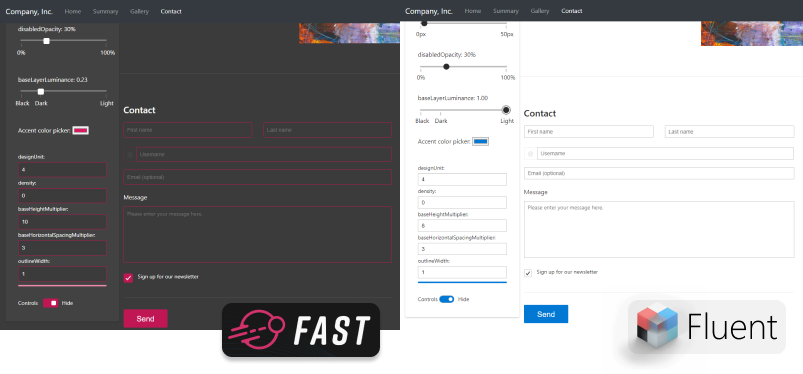 Company, Inc. Home Summary Gallery Contact
disabledOpacity: 30%
0% 100%
baseLayerLuminance: 0.23
Black Dark Light
Accent color picker:
designUnit:
4
density:
0
baseHeightMultiplier:
10
baseHorizontalSpacingMultiplier:
3
outlineWidth:
1
Controls Hide
Contact
First name Last name
@ Username
Email (optional)
Message
Please enter your message here.
Sign up for our newsletter
Send
FAST
Company, Inc. Home Summary Gallery Contact
0px 50px
disabledOpacity: 30%
0% 100%
baseLayerLuminance: 1.00
Black Dark Light
Accent color picker:
designUnit:
4
density:
0
baseHeightMultiplier:
8
baseHorizontalSpacingMultiplier:
3
outlineWidth:
1
Controls Hide
Contact
First name Last name
@ Username
Email (optional)
Message
Please enter your message here.
Sign up for our newsletter
Send
Fluent